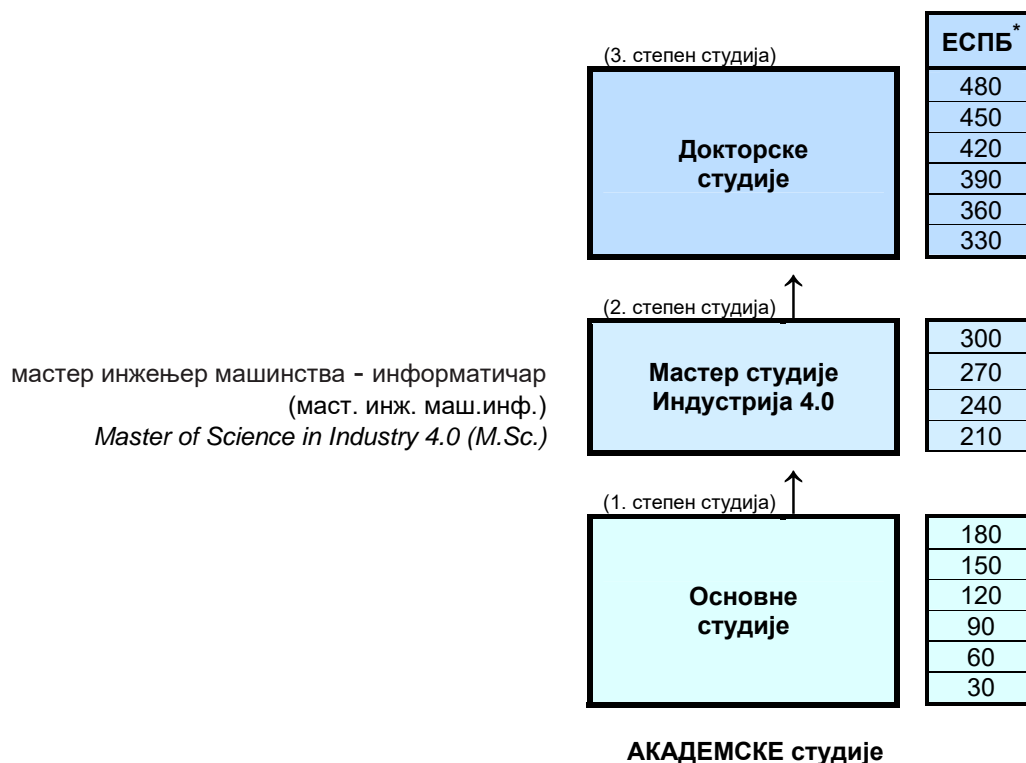 ЕСПБ*
(3. степен студија)
Докторске
студије
480
450
420
390
360
330
(2. степен студија)
мастер инжењер машинства - информатичар
(маст. инж. маш.инф.)
Master of Science in Industry 4.0 (M.Sc.)
Мастер студије
Индустрија 4.0
300
270
240
210
(1. степен студија)
Основне
студије
180
150
120
90
60
30
АКАДЕМСКЕ студије